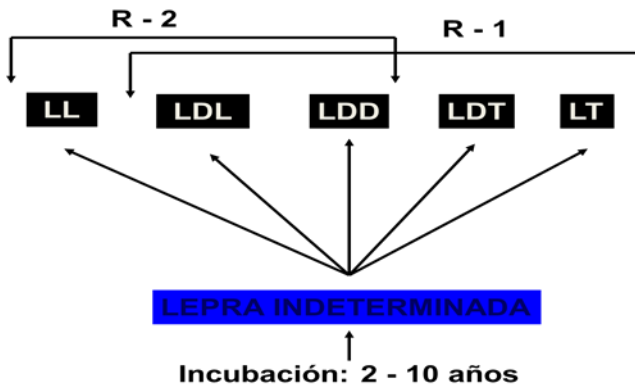 R - 2
R - 1
LL LDL LDD LDT LT
LEPRA INDETERMINADA
Incubación: 2 - 10 años